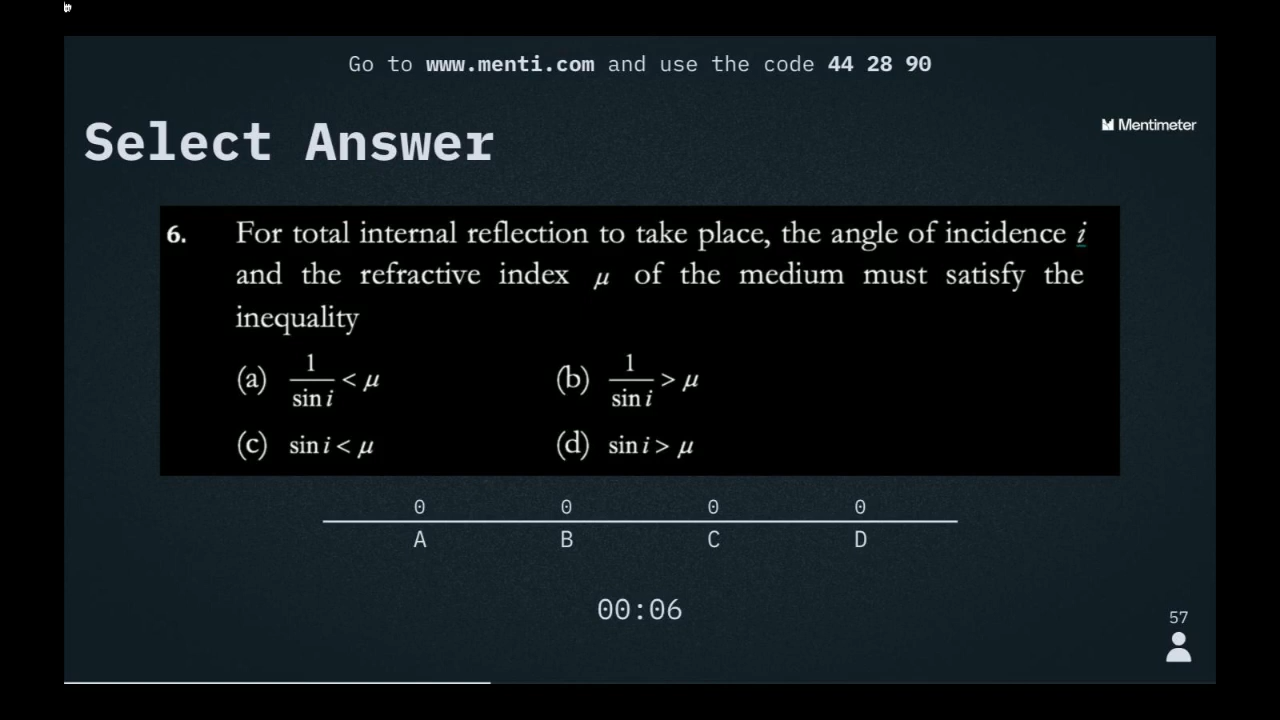 Go to www.menti.com and use the code 44 28 90
Select Answer
Mentimeter
6. For total internal reflection to take place, the angle of incidence i
and the refractive index μ of the medium must satisfy the
inequality
(a) 1/sin i < μ (b) 1/sin i > μ
(c) sin i < μ (d) sin i > μ
0 0 0 0
A B C D
00:06
57